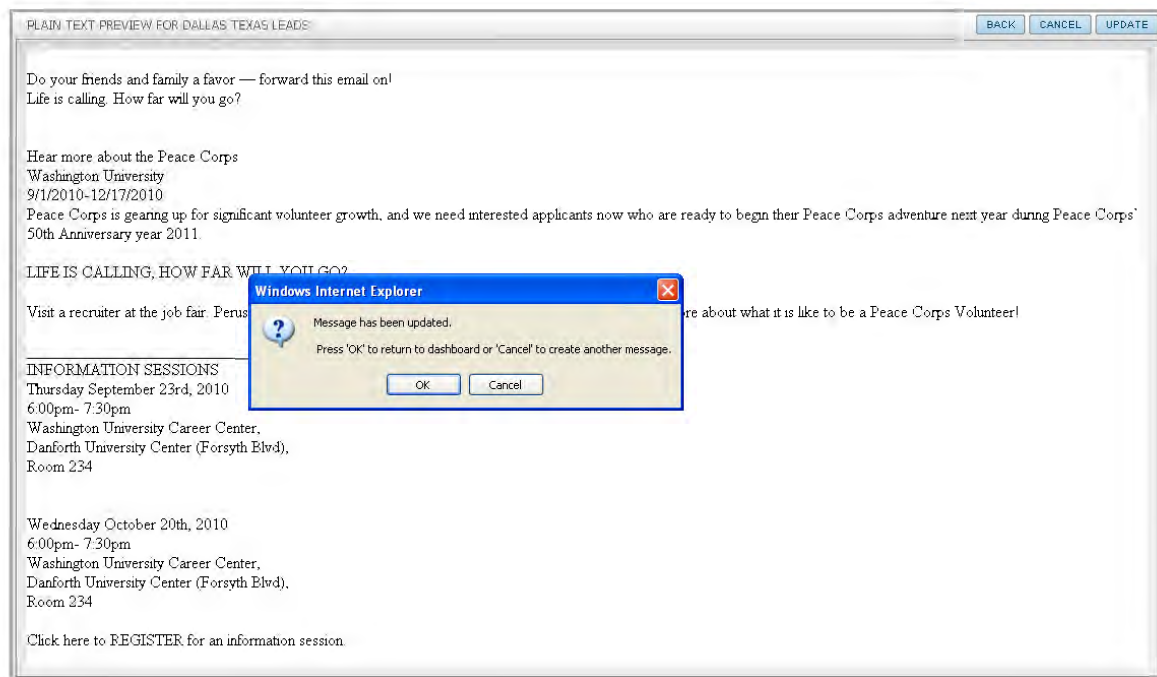 PLAIN TEXT PREVIEW FOR DALLAS TEXAS LEADS
BACK CANCEL UPDATE
Do your friends and family a favor — forward this email on!
Life is calling. How far will you go?
Hear more about the Peace Corps
Washington University
9/1/2010-12/17/2010
Peace Corps is gearing up for significant volunteer growth, and we need interested applicants now who are ready to begin their Peace Corps adventure next year during Peace Corps'
50th Anniversary year 2011.
LIFE IS CALLING, HOW FAR WILL YOU GO?
Windows Internet Explorer
Visit a recruiter at the job fair. Perus re about what it is like to be a Peace Corps Volunteer!
Message has been updated.
Press 'OK' to return to dashboard or 'Cancel' to create another message.
OK Cancel
INFORMATION SESSIONS
Thursday September 23rd, 2010
6:00pm- 7:30pm
Washington University Career Center,
Danforth University Center (Forsyth Blvd),
Room 234
Wednesday October 20th, 2010
6:00pm- 7:30pm
Washington University Career Center,
Danforth University Center (Forsyth Blvd),
Room 234
Click here to REGISTER for an information session.